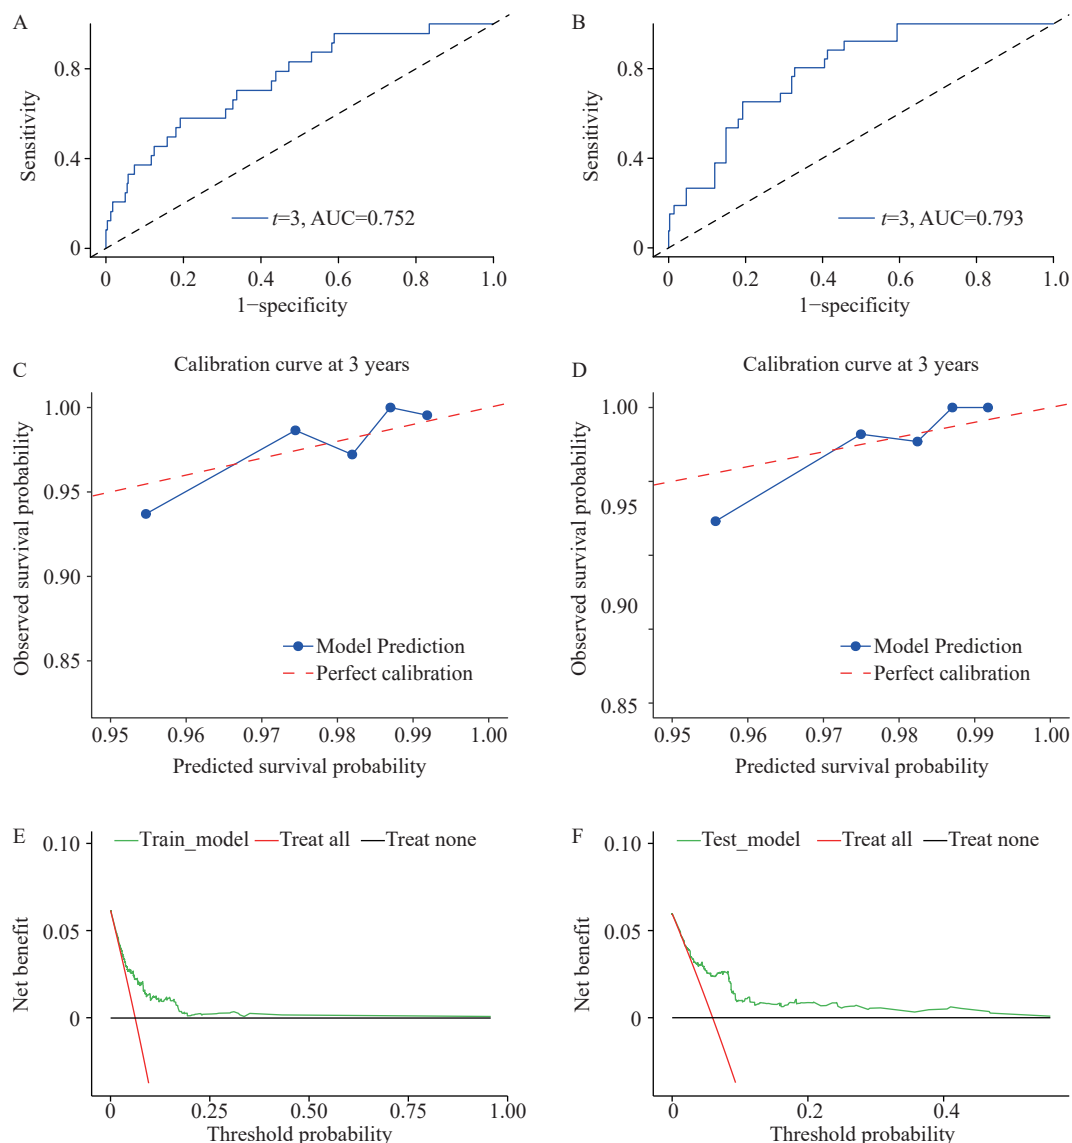 A
Sensitivity
0.8
0.4
0
t=3, AUC=0.752
0 0.2 0.4 0.6 0.8 1.0
1−specificity
B
Sensitivity
0.8
0.4
0
t=3, AUC=0.793
0 0.2 0.4 0.6 0.8 1.0
1−specificity
C
Calibration curve at 3 years
Observed survival probability
1.00
0.95
0.90
0.85
Model Prediction
Perfect calibration
0.95 0.96 0.97 0.98 0.99 1.00
Predicted survival probability
D
Calibration curve at 3 years
Observed survival probability
1.00
0.95
0.90
0.85
Model Prediction
Perfect calibration
0.95 0.96 0.97 0.98 0.99 1.00
Predicted survival probability
E
Train_model Treat all Treat none
Net benefit
0.10
0.05
0
0 0.25 0.50 0.75 1.00
Threshold probability
F
Test_model Treat all Treat none
Net benefit
0.10
0.05
0
0 0.2 0.4
Threshold probability